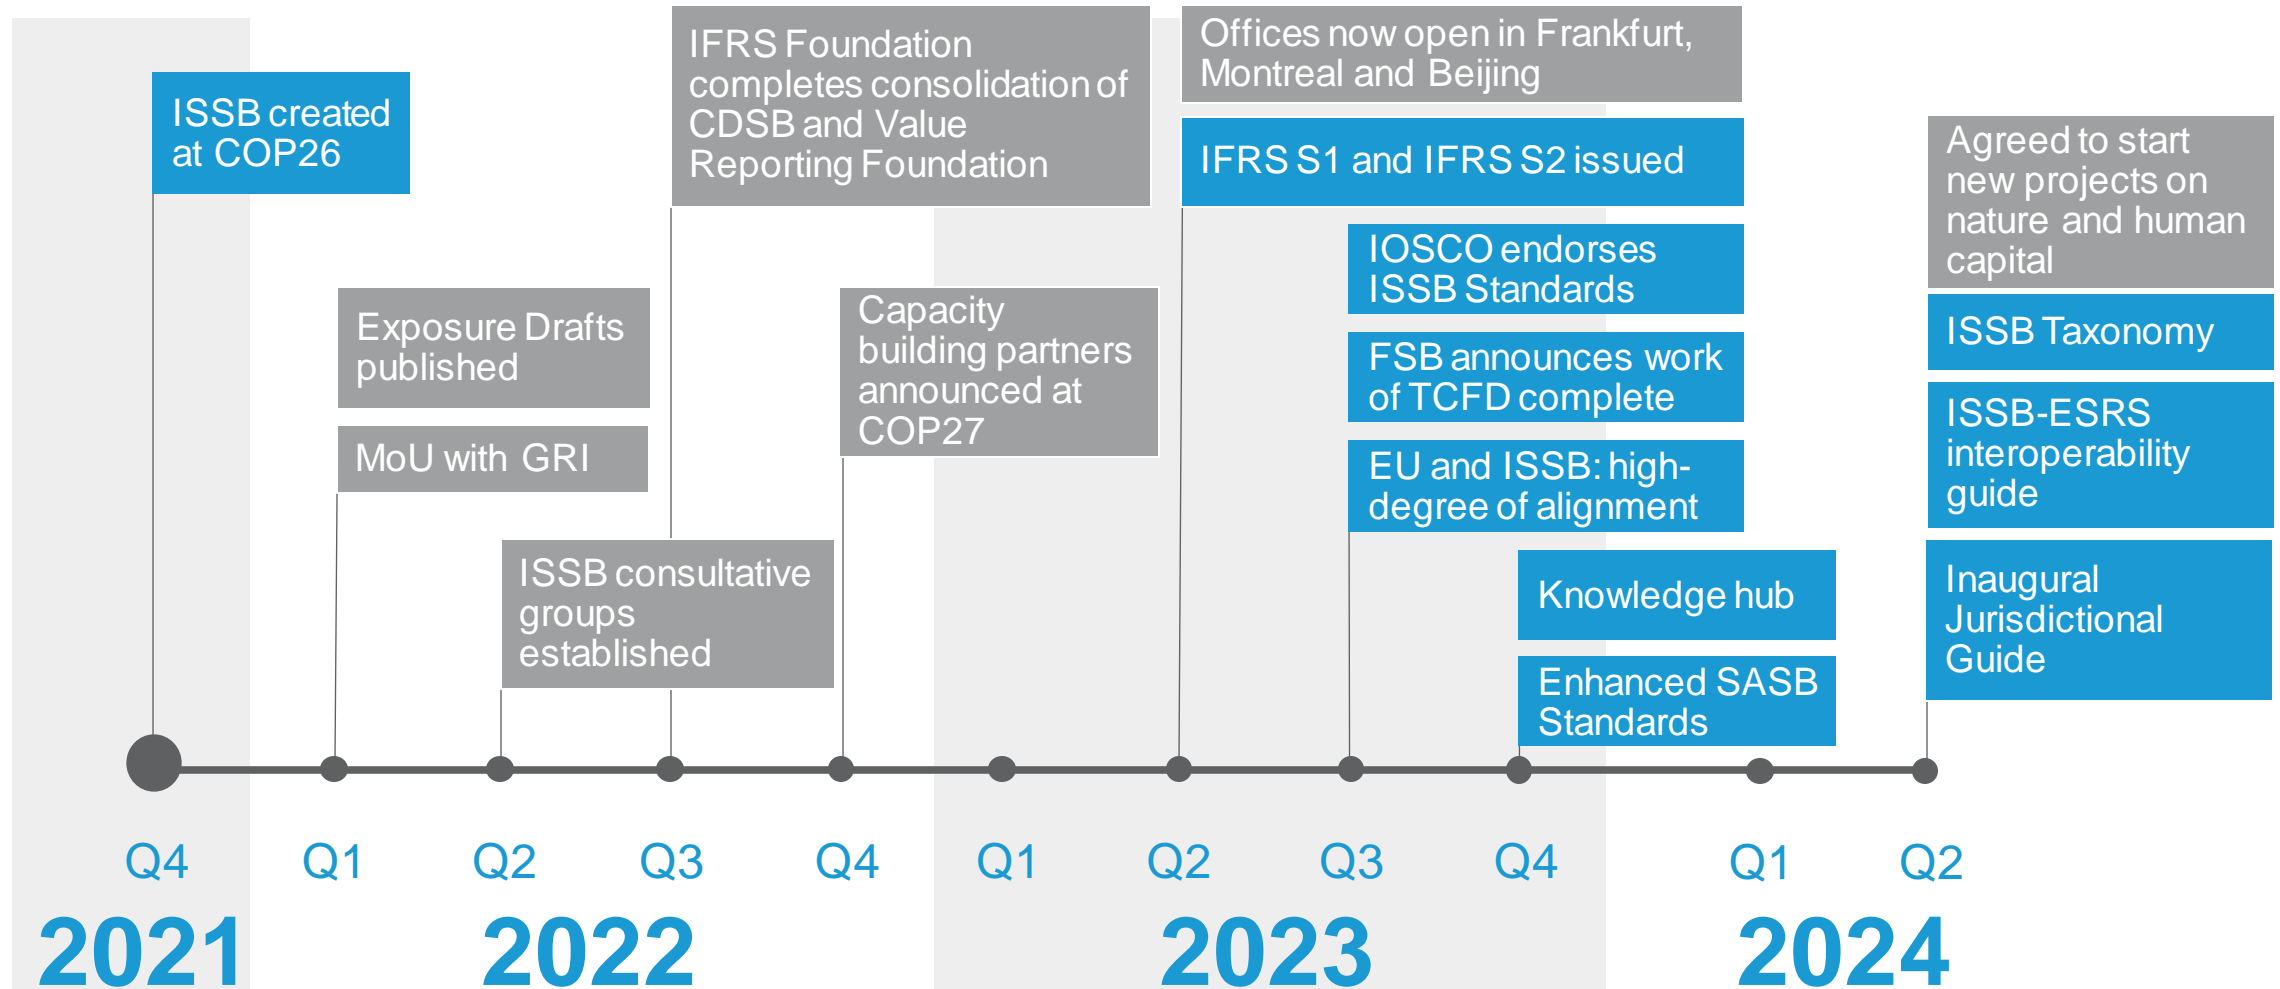 ISSB created
at COP26
Exposure Drafts
published
MoU with GRI
ISSB consultative
groups
established
IFRS Foundation
completes consolidation of
CDSB and Value
Reporting Foundation
Capacity
building partners
announced at
COP27
Offices now open in Frankfurt,
Montreal and Beijing
IFRS S1 and IFRS S2 issued
IOSCO endorses
ISSB Standards
FSB announces work
of TCFD complete
EU and ISSB: high-
degree of alignment
Knowledge hub
Enhanced SASB
Standards
Agreed to start
new projects on
nature and human
capital
ISSB Taxonomy
ISSB-ESRS
interoperability
guide
Inaugural
Jurisdictional
Guide
Q4 Q1 Q2 Q3 Q4 Q1 Q2 Q3 Q4 Q1 Q2
2021 2022 2023 2024